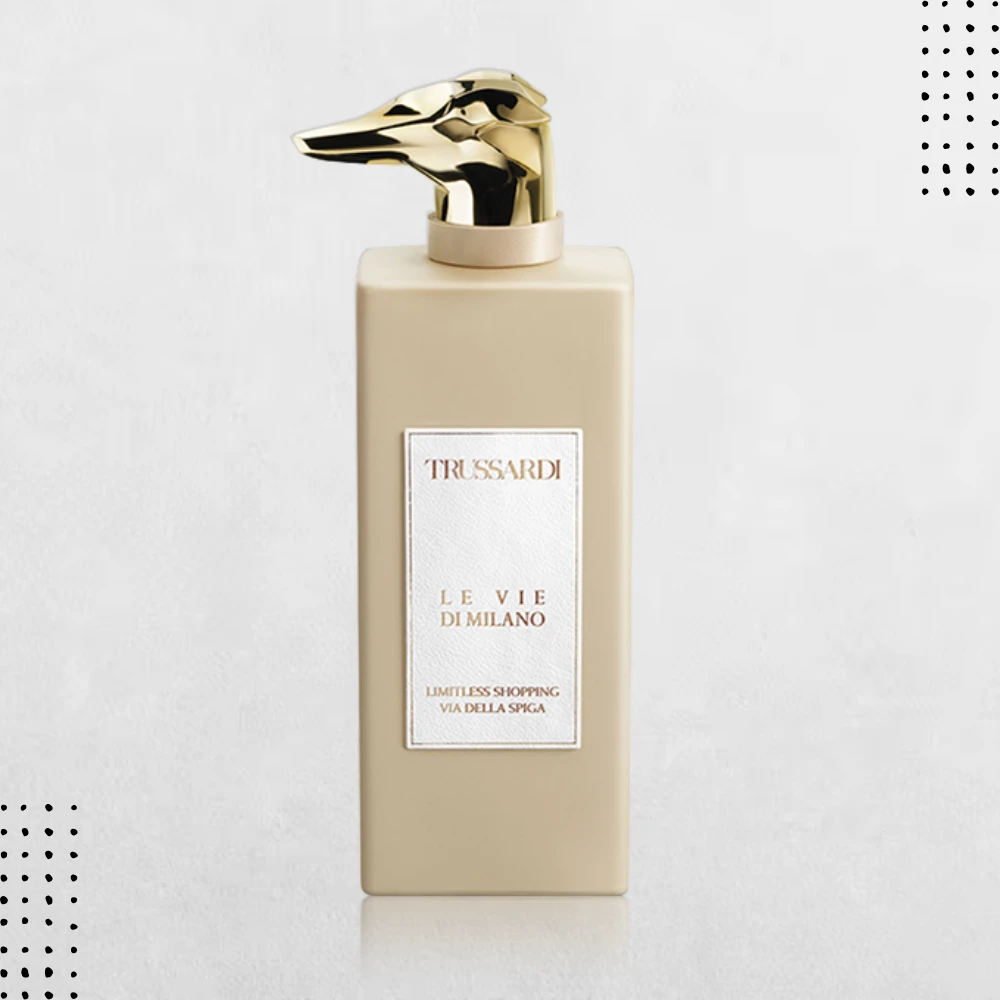 TRUSSARDI
LE VIE
DI MILANO
LIMITLESS SHOPPING
VIA DELLA SPIGA